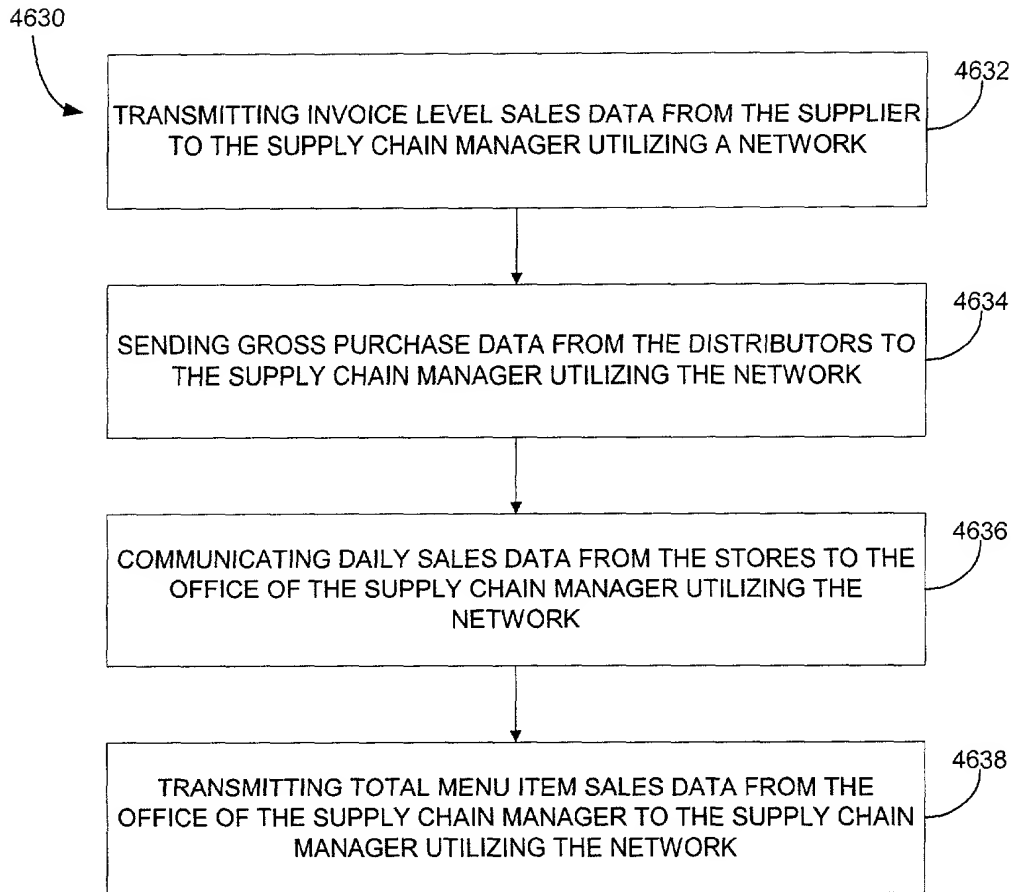 4630
4632
TRANSMITTING INVOICE LEVEL SALES DATA FROM THE SUPPLIER
TO THE SUPPLY CHAIN MANAGER UTILIZING A NETWORK
4634
SENDING GROSS PURCHASE DATA FROM THE DISTRIBUTORS TO
THE SUPPLY CHAIN MANAGER UTILIZING THE NETWORK
4636
COMMUNICATING DAILY SALES DATA FROM THE STORES TO THE
OFFICE OF THE SUPPLY CHAIN MANAGER UTILIZING THE
NETWORK
4638
TRANSMITTING TOTAL MENU ITEM SALES DATA FROM THE
OFFICE OF THE SUPPLY CHAIN MANAGER TO THE SUPPLY CHAIN
MANAGER UTILIZING THE NETWORK